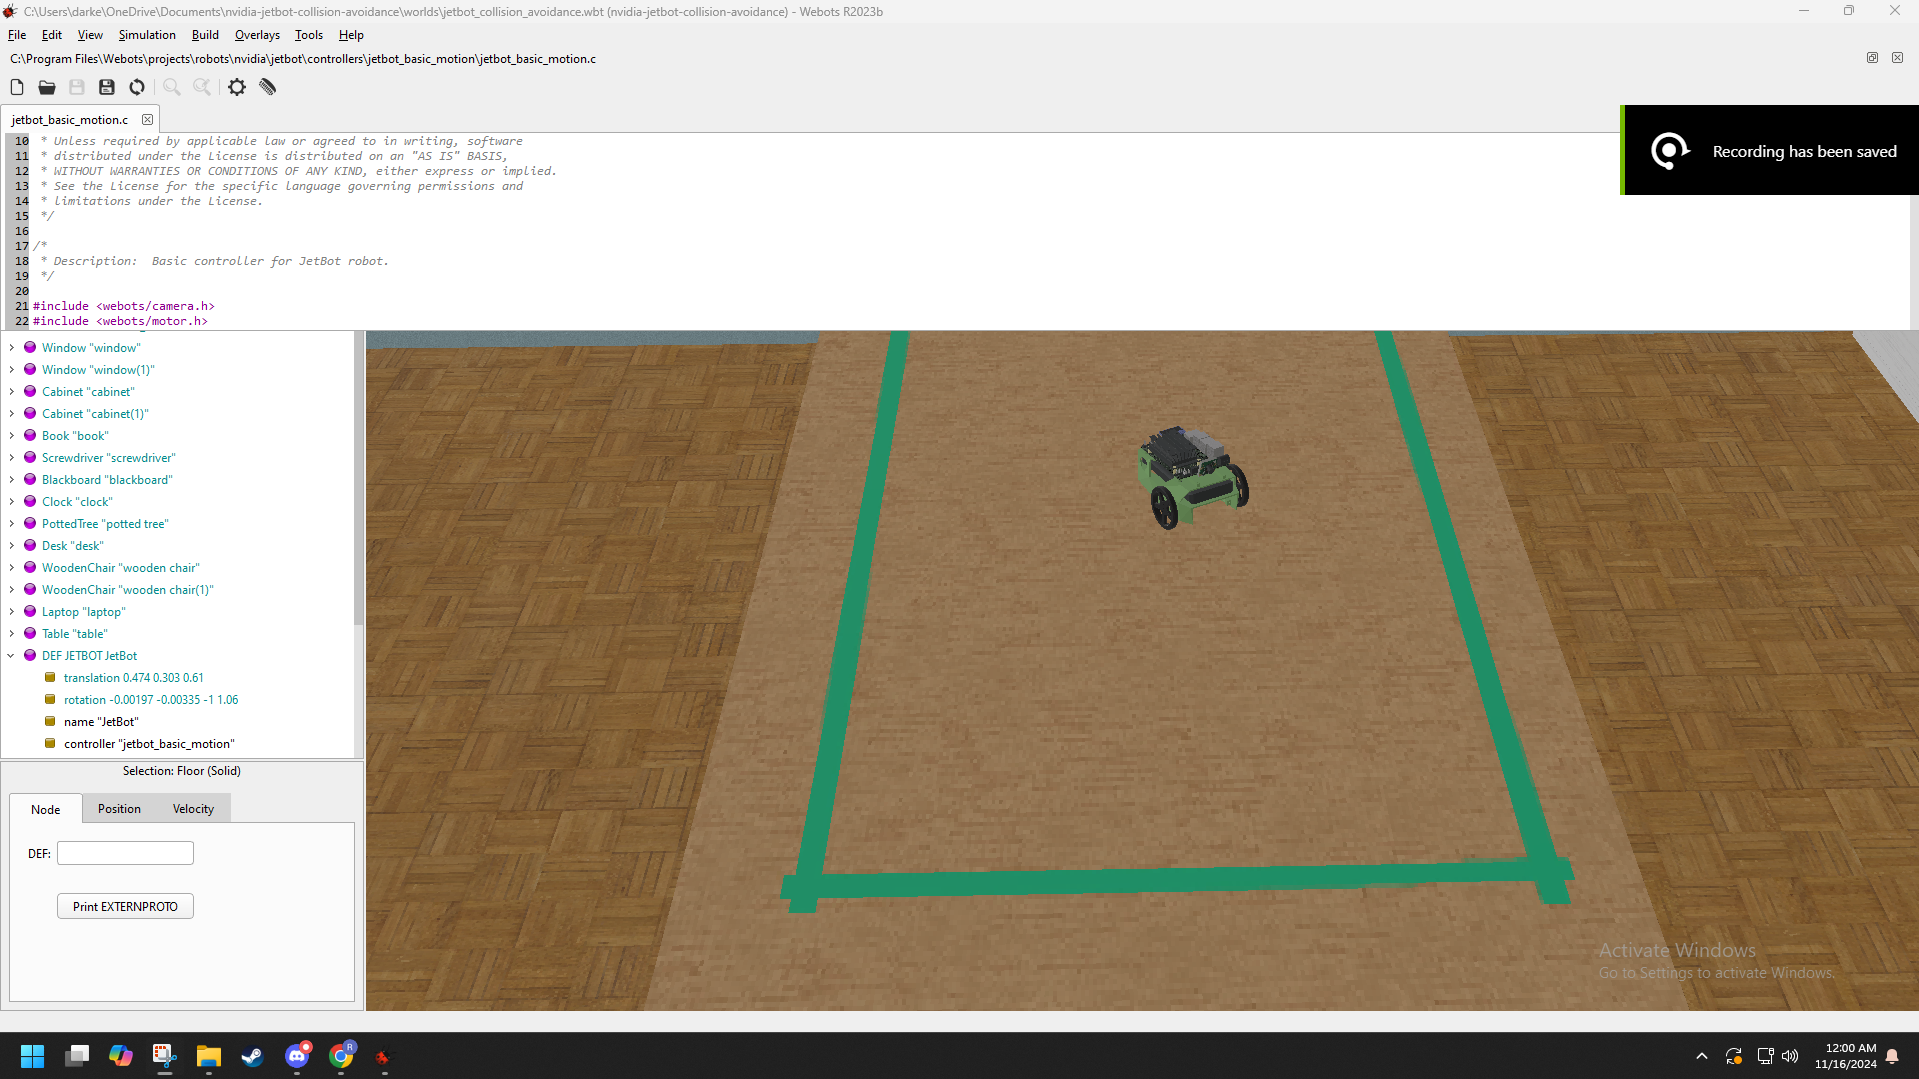 C:\Users\darke\OneDrive\Documents\nvidia-jetbot-collision-avoidance\worlds\jetbot_collision_avoidance.wbt (nvidia-jetbot-collision-avoidance) - Webots R2023b
File Edit View Simulation Build Overlays Tools Help
C:\Program Files\Webots\projects\robots\nvidia\jetbot\controllers\jetbot_basic_motion\jetbot_basic_motion.c
jetbot_basic_motion.c
Recording has been saved
10 * Unless required by applicable law or agreed to in writing, software
11 * distributed under the License is distributed on an "AS IS" BASIS,
12 * WITHOUT WARRANTIES OR CONDITIONS OF ANY KIND, either express or implied.
13 * See the License for the specific language governing permissions and
14 * limitations under the License.
15 */
16
17 /*
18 * Description:  Basic controller for JetBot robot.
19 */
20
21 #include <webots/camera.h>
22 #include <webots/motor.h>
Window "window"
Window "window(1)"
Cabinet "cabinet"
Cabinet "cabinet(1)"
Book "book"
Screwdriver "screwdriver"
Blackboard "blackboard"
Clock "clock"
PottedTree "potted tree"
Desk "desk"
WoodenChair "wooden chair"
WoodenChair "wooden chair(1)"
Laptop "laptop"
Table "table"
DEF JETBOT JetBot
translation 0.474 0.303 0.61
rotation -0.00197 -0.00335 -1 1.06
name "JetBot"
controller "jetbot_basic_motion"
Selection: Floor (Solid)
Node Position Velocity
DEF:
Print EXTERNPROTO
Activate Windows
Go to Settings to activate Windows.
R
12:00 AM
11/16/2024